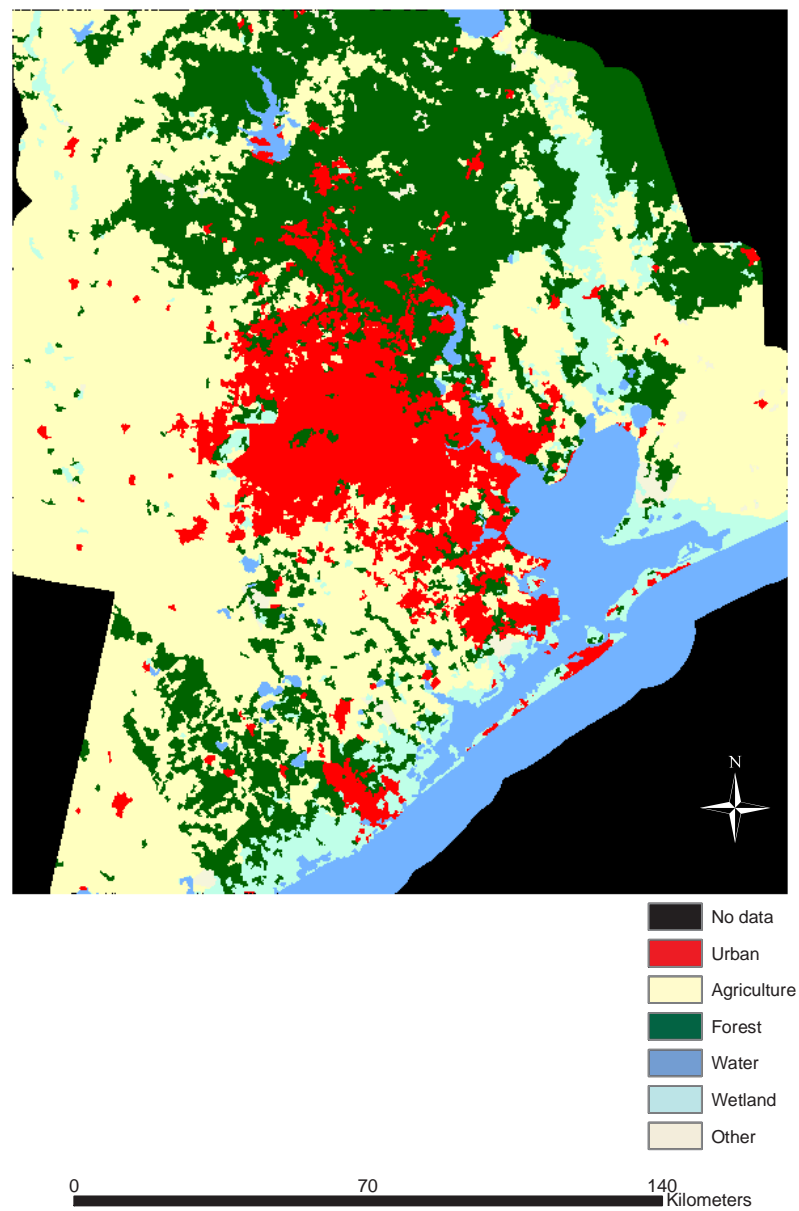 N
No data
Urban
Agriculture
Forest
Water
Wetland
Other
0 70 140
Kilometers